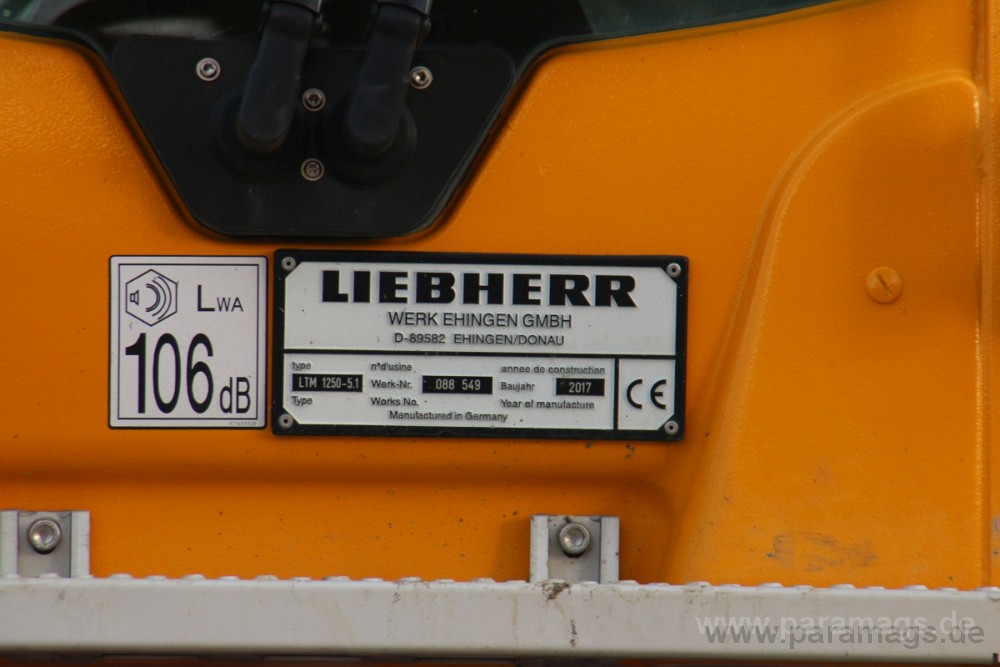 LWA
106 dB
LIEBHERR
WERK EHINGEN GMBH
D-89582 EHINGEN/DONAU
type n°d'usine annee de construction
LTM 1250-5.1 Werk-Nr. 088 549 Baujahr 2017
Type Works No. Year of manufacture
Manufactured in Germany
CE
www.paramags.de